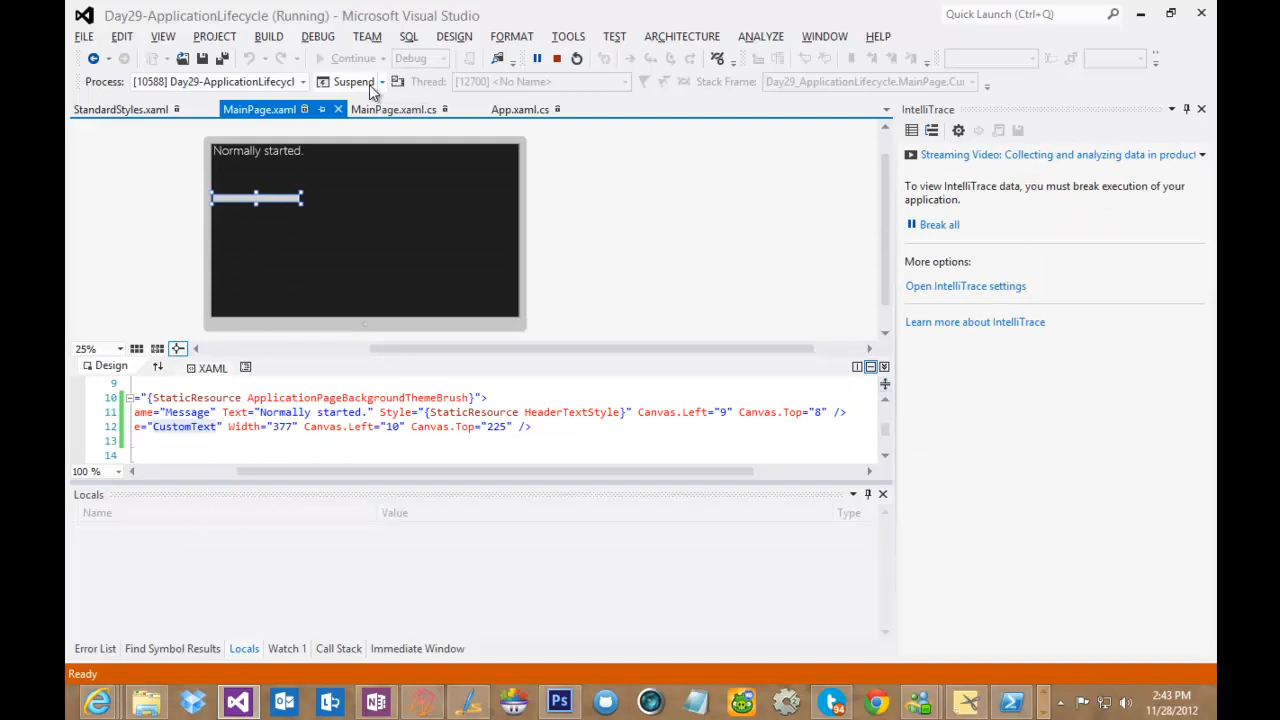 Day29-ApplicationLifecycle (Running) - Microsoft Visual Studio
Quick Launch (Ctrl+Q)
FILE EDIT VIEW PROJECT BUILD DEBUG TEAM SQL DESIGN FORMAT TOOLS TEST ARCHITECTURE ANALYZE WINDOW HELP
Continue Debug
Process: [10588] Day29-ApplicationLifecycl Suspend Thread: [12700] <No Name> Stack Frame: Day29_ApplicationLifecycle.MainPage.Cu
StandardStyles.xaml MainPage.xaml MainPage.xaml.cs App.xaml.cs
Normally started.
25%
Design XAML
9
10 ="{StaticResource ApplicationPageBackgroundThemeBrush}">
11 ame="Message" Text="Normally started." Style="{StaticResource HeaderTextStyle}" Canvas.Left="9" Canvas.Top="8" />
12 e="CustomText" Width="377" Canvas.Left="10" Canvas.Top="225" />
13
14
100 %
Locals
Name Value Type
Error List Find Symbol Results Locals Watch 1 Call Stack Immediate Window
IntelliTrace
Streaming Video: Collecting and analyzing data in product
To view IntelliTrace data, you must break execution of your
application.
Break all
More options:
Open IntelliTrace settings
Learn more about IntelliTrace
Ready
Ps
94
2:43 PM
11/28/2012